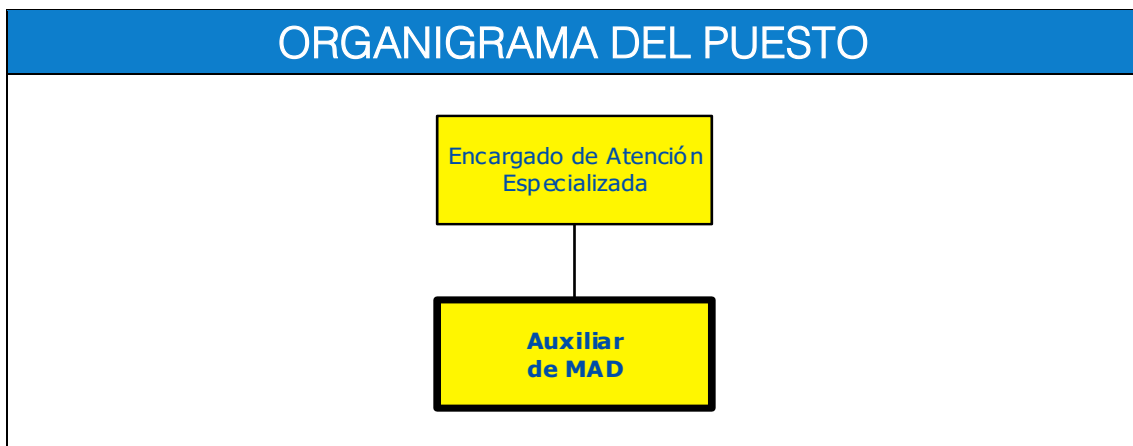 ORGANIGRAMA DEL PUESTO
Encargado de Atención
Especializada
Auxiliar
de MAD